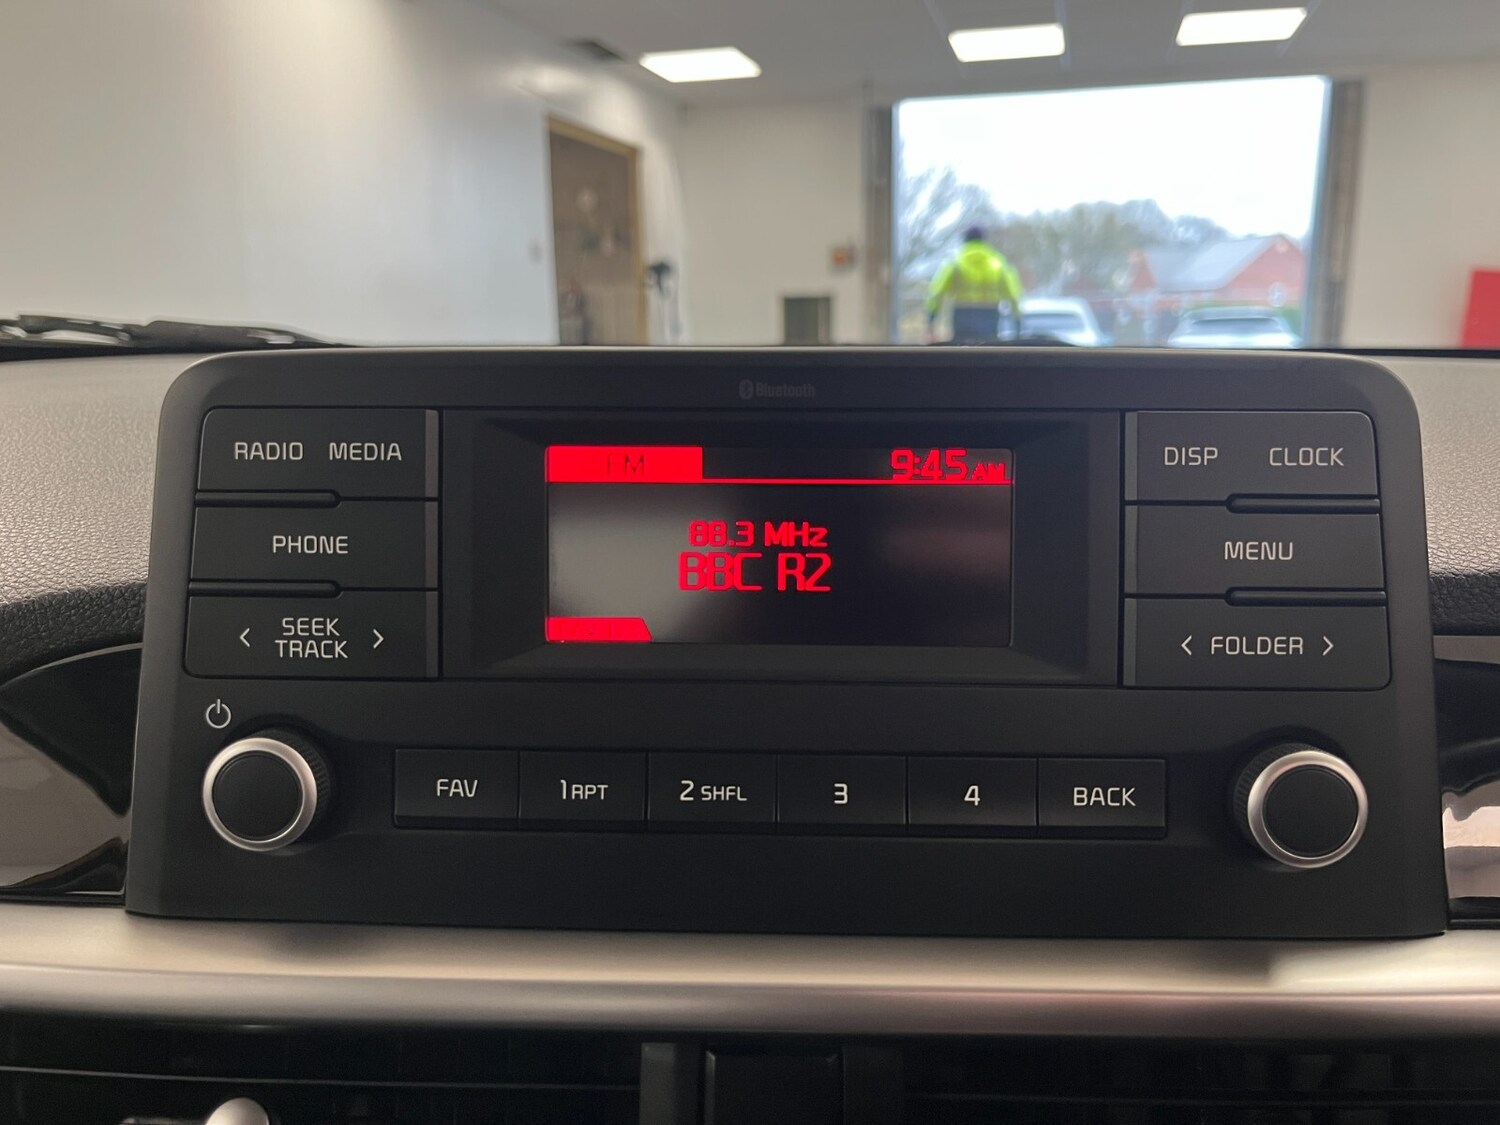 Bluetooth
RADIO MEDIA
PHONE
< SEEK TRACK >
FM
9:45 AM
88.3 MHz
BBC R2
DISP CLOCK
MENU
< FOLDER >
FAV
1 RPT
2 SHFL
3
4
BACK